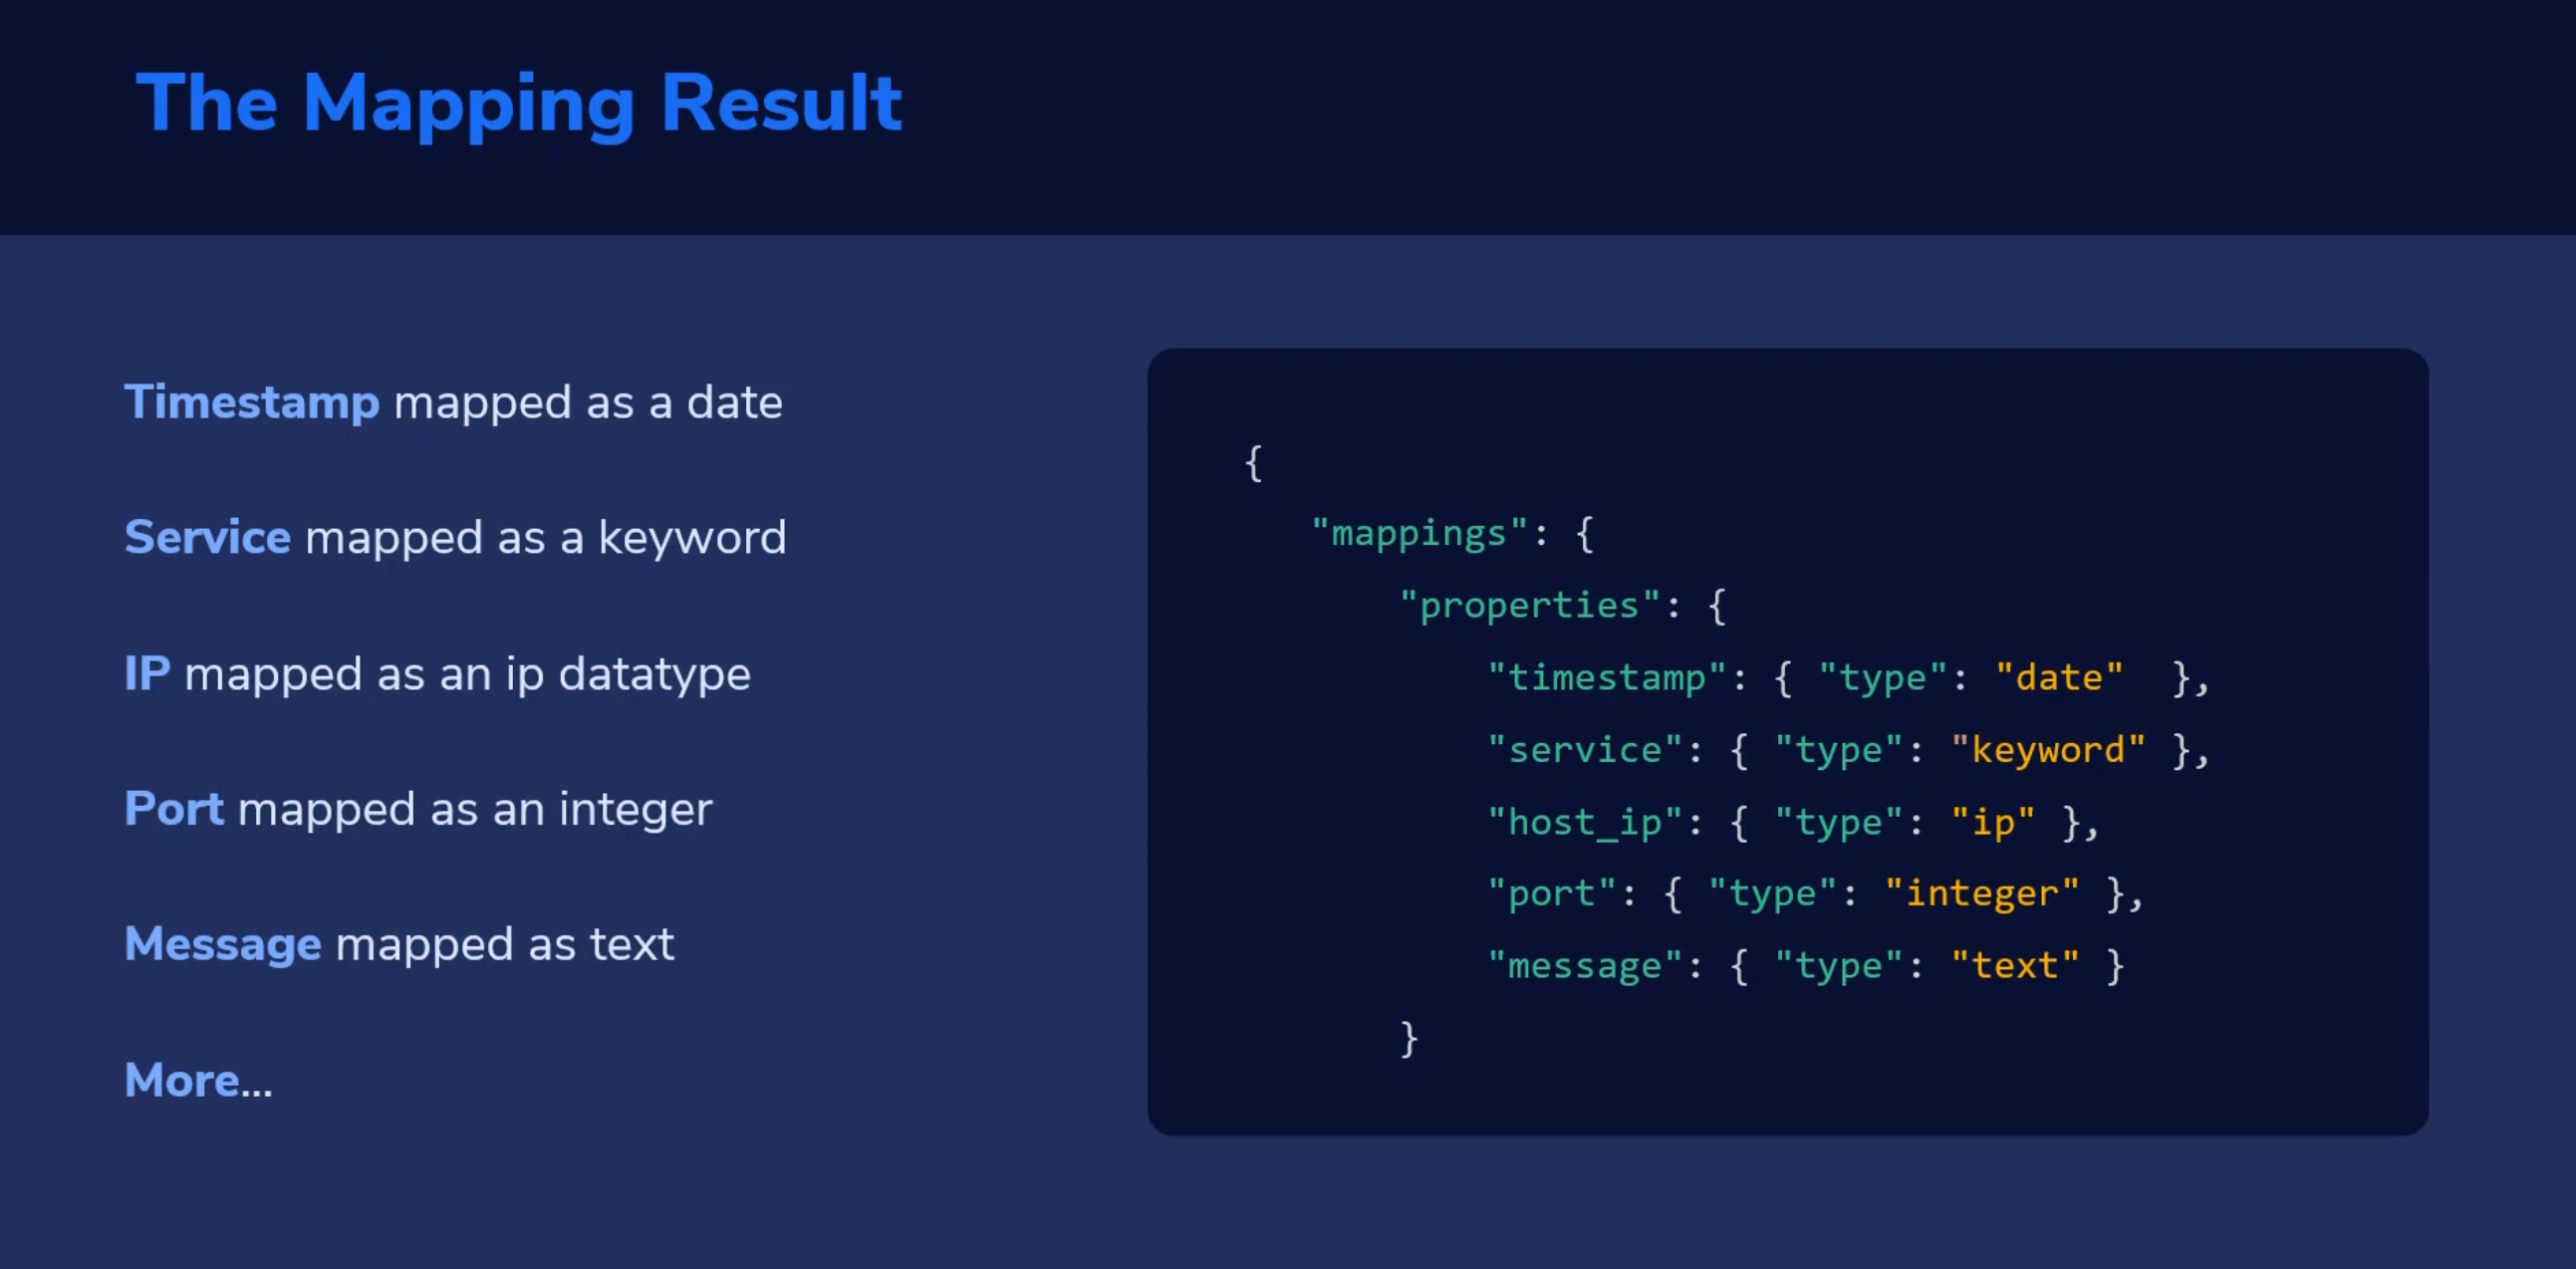 The Mapping Result
Timestamp mapped as a date
Service mapped as a keyword
IP mapped as an ip datatype
Port mapped as an integer
Message mapped as text
More...
{
"mappings": {
"properties": {
"timestamp": { "type": "date"  },
"service": { "type": "keyword" },
"host_ip": { "type": "ip" },
"port": { "type": "integer" },
"message": { "type": "text" }
}